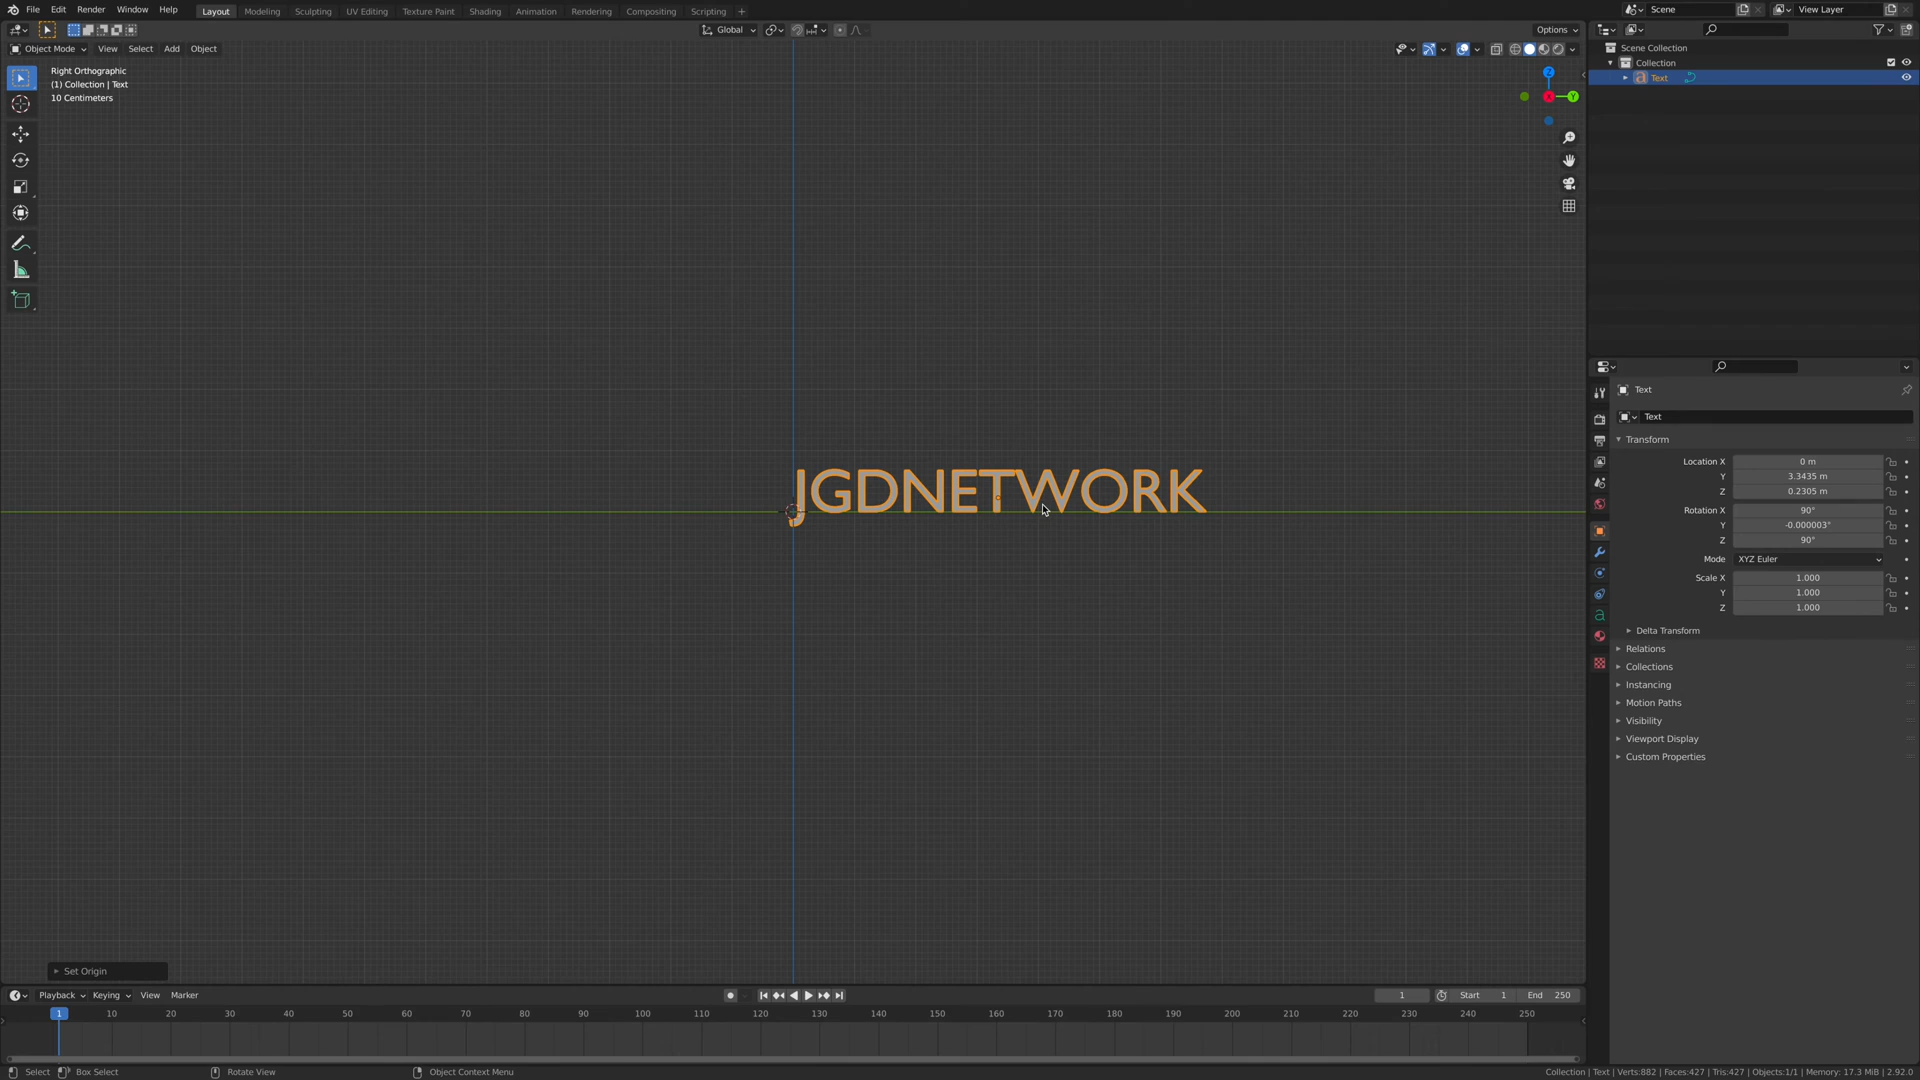 File Edit Render Window Help Layout Modeling Sculpting UV Editing Texture Paint Shading Animation Rendering Compositing Scripting + Scene View Layer
Global Options
Object Mode View Select Add Object
Scene Collection
Collection
Text
Right Orthographic
(1) Collection | Text
10 Centimeters
Z
X
Y
JGDNETWORK
Text
Text
Transform
Location X 0 m
Y 3.3435 m
Z 0.2305 m
Rotation X 90°
Y -0.000003°
Z 90°
Mode XYZ Euler
Scale X 1.000
Y 1.000
Z 1.000
Delta Transform
Relations
Collections
Instancing
Motion Paths
Visibility
Viewport Display
Custom Properties
Set Origin
Playback Keying View Marker 1 Start 1 End 250
1 10 20 30 40 50 60 70 80 90 100 110 120 130 140 150 160 170 180 190 200 210 220 230 240 250
Select Box Select Rotate View Object Context Menu Collection | Text | Verts:882 | Faces:427 | Tris:427 | Objects:1/1 | Memory: 17.3 MiB | 2.92.0